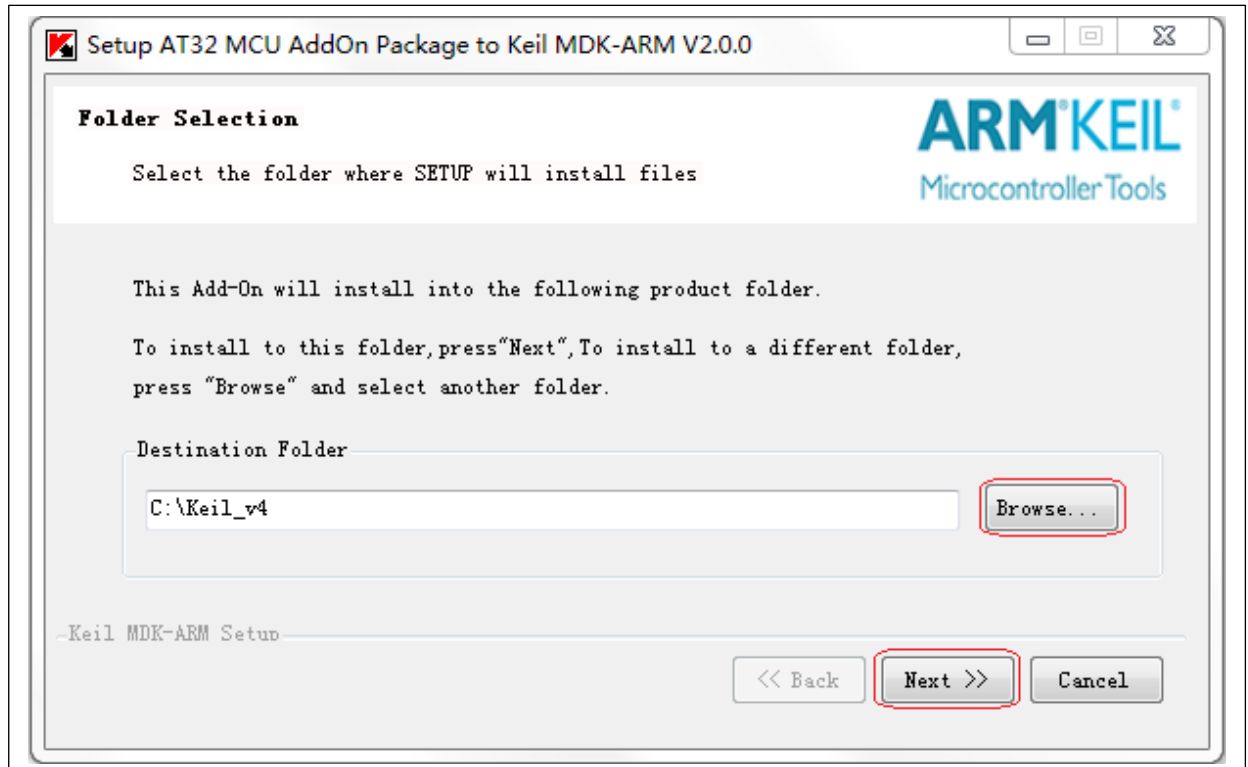 Setup AT32 MCU AddOn Package to Keil MDK-ARM V2.0.0
Folder Selection
Select the folder where SETUP will install files
ARM®KEIL®
Microcontroller Tools
This Add-On will install into the following product folder.
To install to this folder,press"Next",To install to a different folder,
press "Browse" and select another folder.
Destination Folder
C:\Keil_v4
Browse...
Keil MDK-ARM Setup
<< Back
Next >>
Cancel